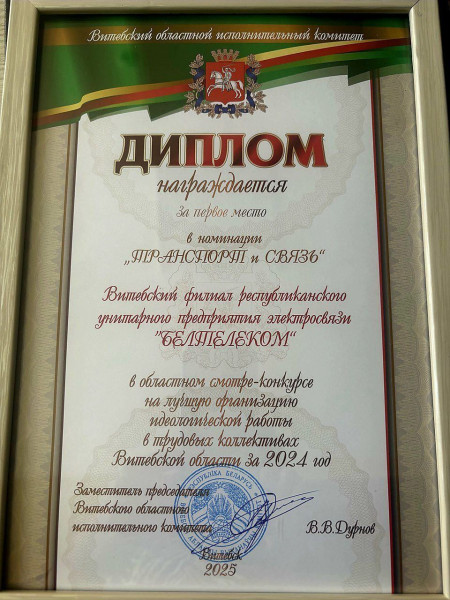 Витебский областной исполнительный комитет
ДИПЛОМ
награждается
за первое место
в номинации
„ТРАНСПОРТ и СВЯЗЬ“
Витебский филиал республиканского
унитарного предприятия электросвязи
"БЕЛТЕЛЕКОМ"
в областном смотре-конкурсе
на лучшую организацию
идеологической работы
в трудовых коллективах
Витебской области за 2024 год
Заместитель председателя
Витебского областного
исполнительного комитета
В.В.Дурнов
РЭСПУБЛІКА БЕЛАРУСЬ
Витебск
2025